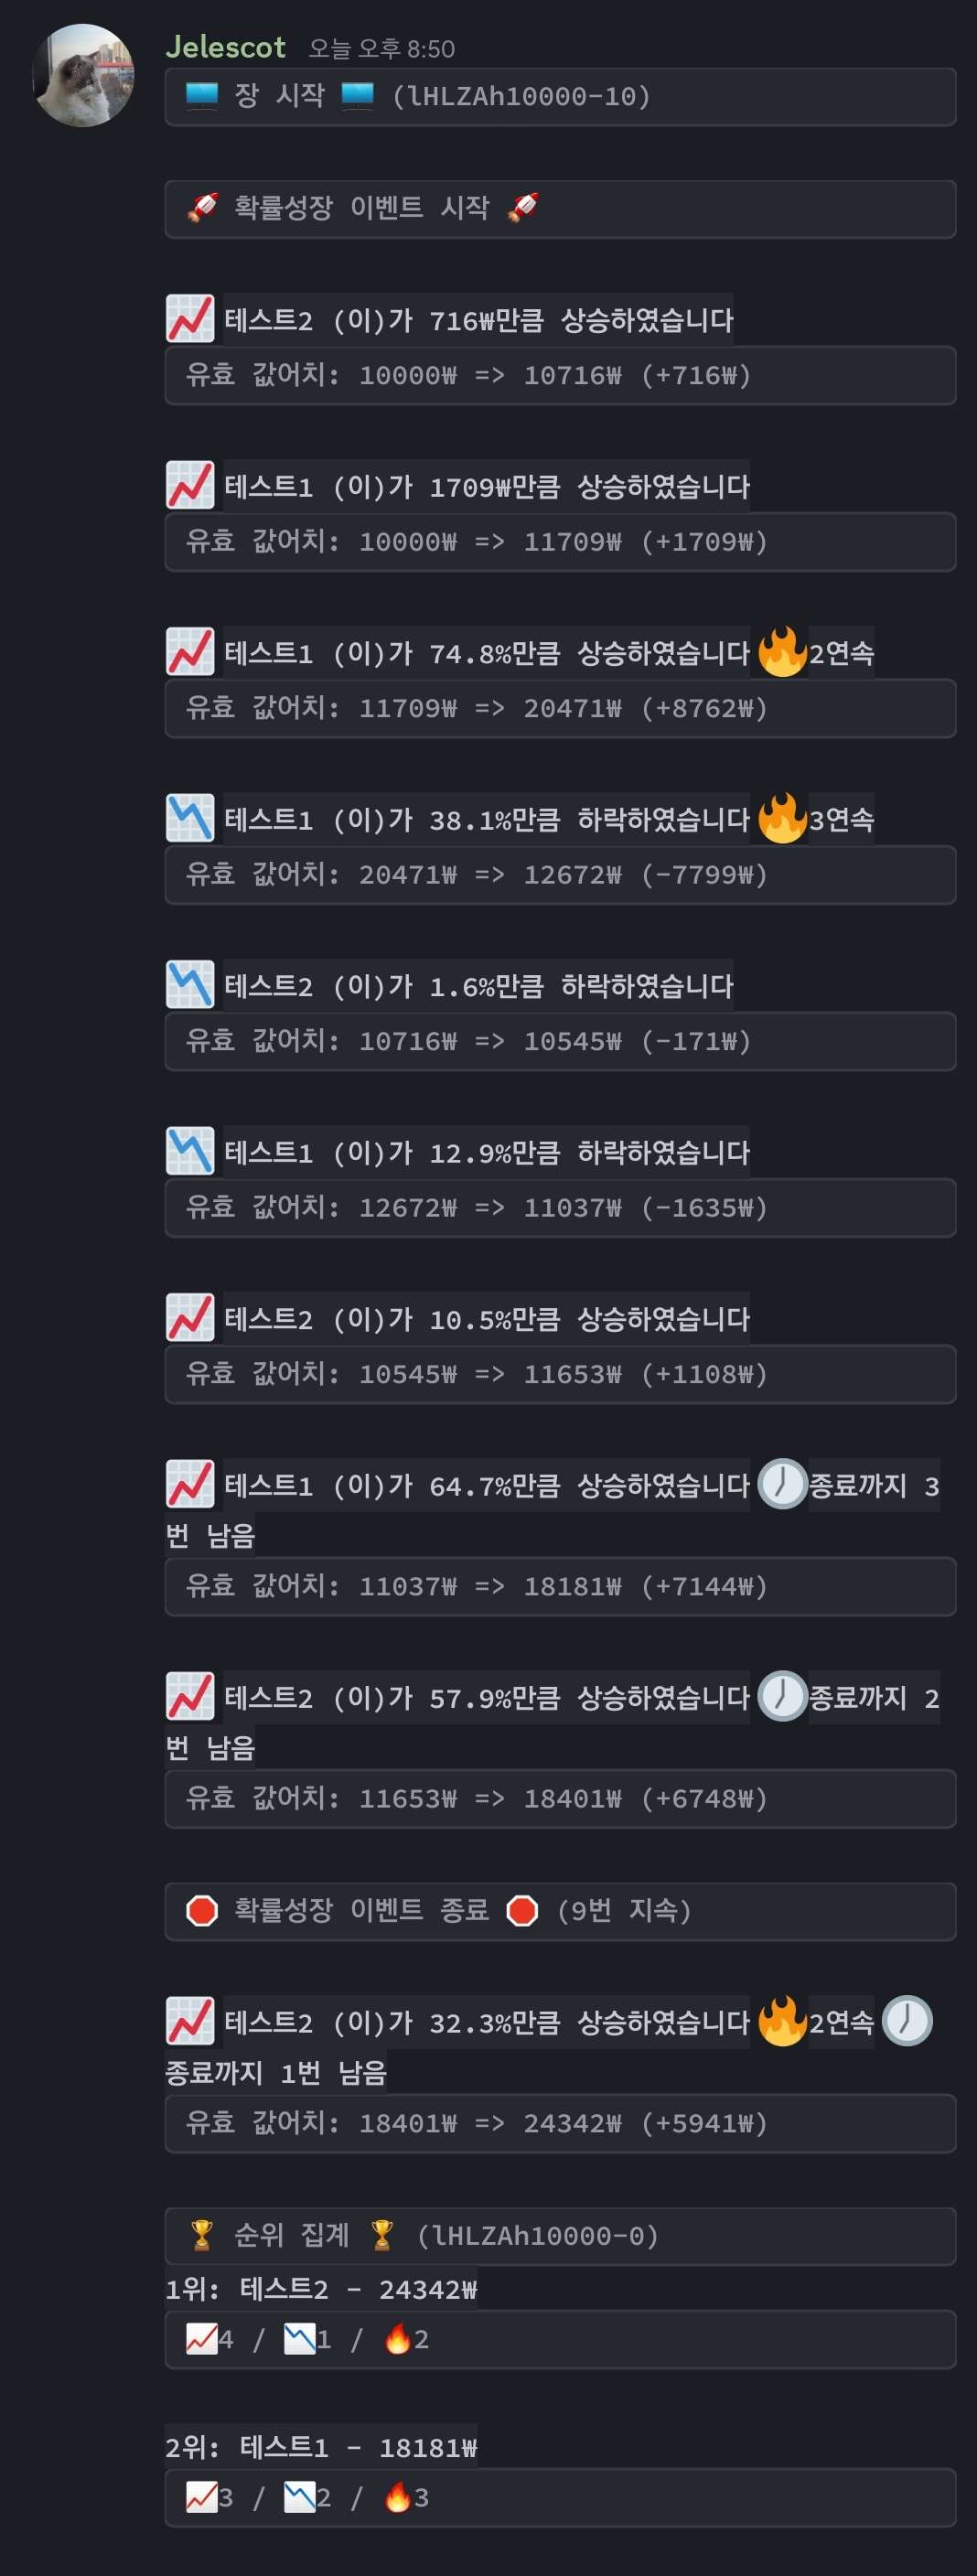 Jelescot 오늘 오후 8:50
🖥️ 장 시작 🖥️ (lHLZAh10000-10)
🚀 확률성장 이벤트 시작 🚀
📈 테스트2 (이)가 716₩만큼 상승하였습니다
유효 값어치: 10000₩ => 10716₩ (+716₩)
📈 테스트1 (이)가 1709₩만큼 상승하였습니다
유효 값어치: 10000₩ => 11709₩ (+1709₩)
📈 테스트1 (이)가 74.8%만큼 상승하였습니다 🔥2연속
유효 값어치: 11709₩ => 20471₩ (+8762₩)
📉 테스트1 (이)가 38.1%만큼 하락하였습니다 🔥3연속
유효 값어치: 20471₩ => 12672₩ (-7799₩)
📉 테스트2 (이)가 1.6%만큼 하락하였습니다
유효 값어치: 10716₩ => 10545₩ (-171₩)
📉 테스트1 (이)가 12.9%만큼 하락하였습니다
유효 값어치: 12672₩ => 11037₩ (-1635₩)
📈 테스트2 (이)가 10.5%만큼 상승하였습니다
유효 값어치: 10545₩ => 11653₩ (+1108₩)
📈 테스트1 (이)가 64.7%만큼 상승하였습니다 🕖종료까지 3
번 남음
유효 값어치: 11037₩ => 18181₩ (+7144₩)
📈 테스트2 (이)가 57.9%만큼 상승하였습니다 🕖종료까지 2
번 남음
유효 값어치: 11653₩ => 18401₩ (+6748₩)
🛑 확률성장 이벤트 종료 🛑 (9번 지속)
📈 테스트2 (이)가 32.3%만큼 상승하였습니다 🔥2연속 🕖
종료까지 1번 남음
유효 값어치: 18401₩ => 24342₩ (+5941₩)
🏆 순위 집계 🏆 (lHLZAh10000-0)
1위: 테스트2 - 24342₩
📈4 / 📉1 / 🔥2
2위: 테스트1 - 18181₩
📈3 / 📉2 / 🔥3